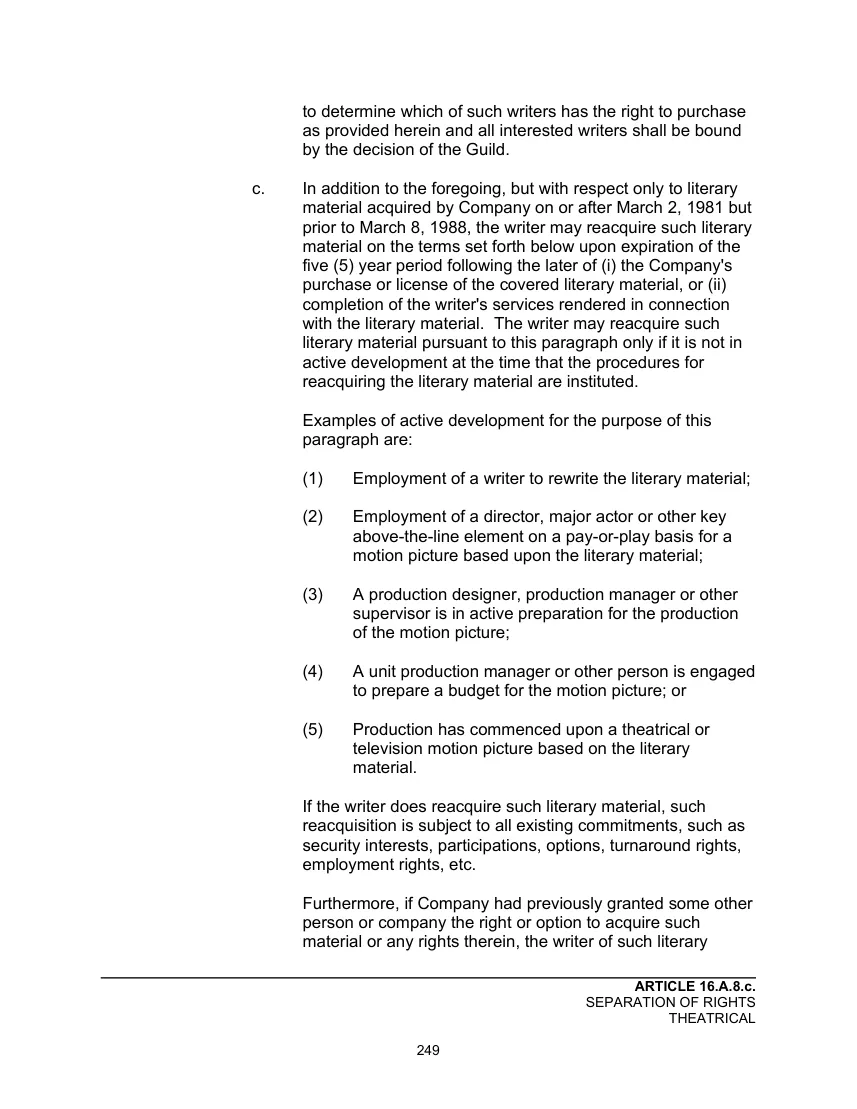 to determine which of such writers has the right to purchase
as provided herein and all interested writers shall be bound
by the decision of the Guild.
c. In addition to the foregoing, but with respect only to literary
material acquired by Company on or after March 2, 1981 but
prior to March 8, 1988, the writer may reacquire such literary
material on the terms set forth below upon expiration of the
five (5) year period following the later of (i) the Company's
purchase or license of the covered literary material, or (ii)
completion of the writer's services rendered in connection
with the literary material.  The writer may reacquire such
literary material pursuant to this paragraph only if it is not in
active development at the time that the procedures for
reacquiring the literary material are instituted.
Examples of active development for the purpose of this
paragraph are:
(1) Employment of a writer to rewrite the literary material;
(2) Employment of a director, major actor or other key
above-the-line element on a pay-or-play basis for a
motion picture based upon the literary material;
(3) A production designer, production manager or other
supervisor is in active preparation for the production
of the motion picture;
(4) A unit production manager or other person is engaged
to prepare a budget for the motion picture; or
(5) Production has commenced upon a theatrical or
television motion picture based on the literary
material.
If the writer does reacquire such literary material, such
reacquisition is subject to all existing commitments, such as
security interests, participations, options, turnaround rights,
employment rights, etc.
Furthermore, if Company had previously granted some other
person or company the right or option to acquire such
material or any rights therein, the writer of such literary
ARTICLE 16.A.8.c.
SEPARATION OF RIGHTS
THEATRICAL
249